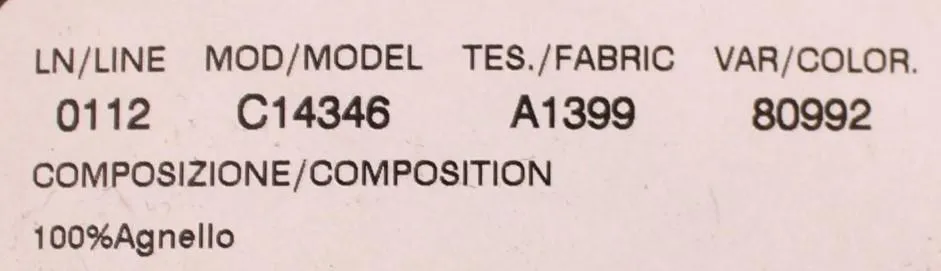 LN/LINE MOD/MODEL TES./FABRIC VAR/COLOR.
0112 C14346 A1399 80992
COMPOSIZIONE/COMPOSITION
100%Agnello